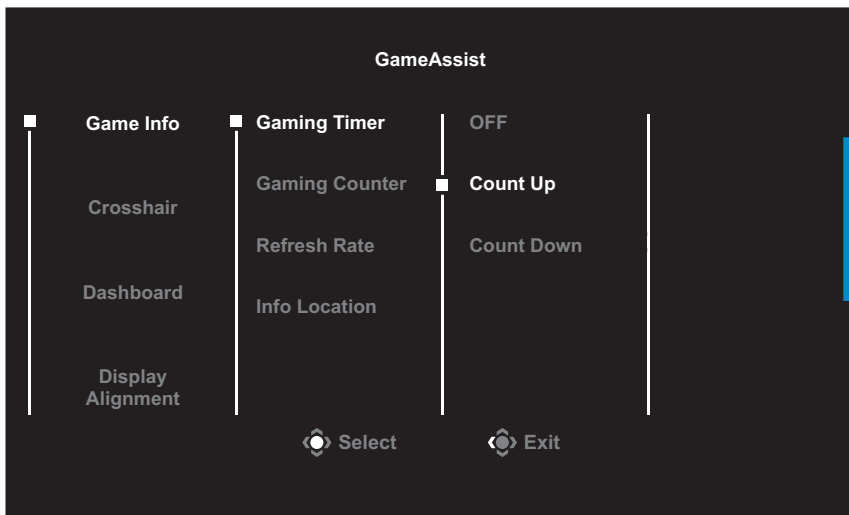 GameAssist
Game Info
Crosshair
Dashboard
Display
Alignment
Gaming Timer
Gaming Counter
Refresh Rate
Info Location
OFF
Count Up
Count Down
Select
Exit